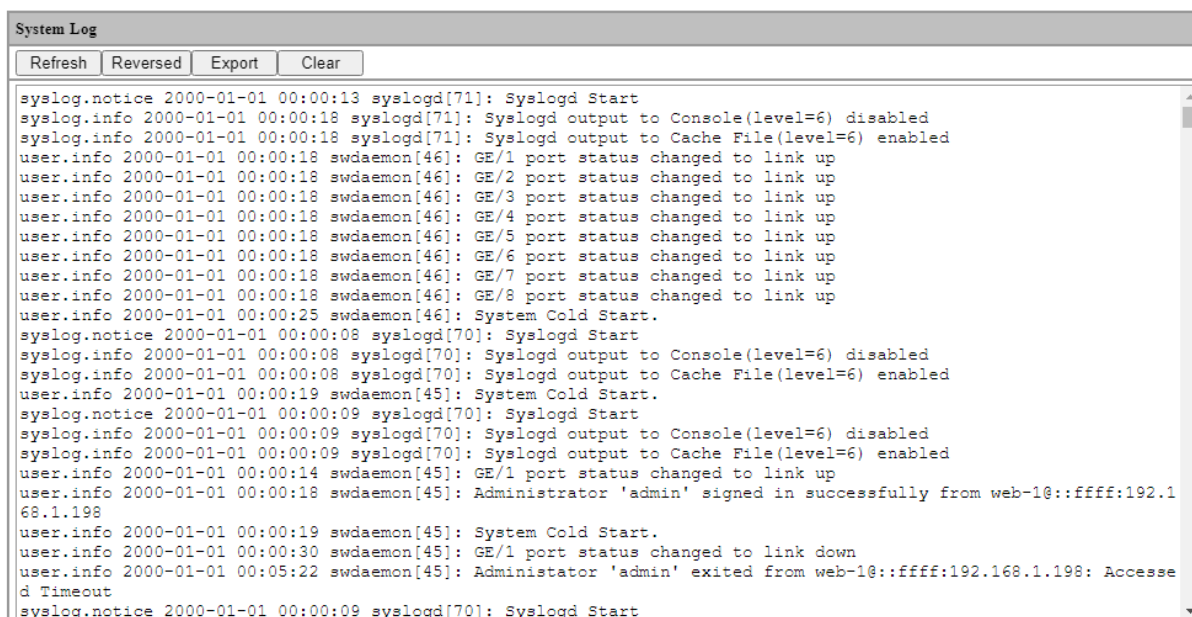 System Log
Refresh Reversed Export Clear
syslog.notice 2000-01-01 00:00:13 syslogd[71]: Syslogd Start
syslog.info 2000-01-01 00:00:18 syslogd[71]: Syslogd output to Console(level=6) disabled
syslog.info 2000-01-01 00:00:18 syslogd[71]: Syslogd output to Cache File(level=6) enabled
user.info 2000-01-01 00:00:18 swdaemon[46]: GE/1 port status changed to link up
user.info 2000-01-01 00:00:18 swdaemon[46]: GE/2 port status changed to link up
user.info 2000-01-01 00:00:18 swdaemon[46]: GE/3 port status changed to link up
user.info 2000-01-01 00:00:18 swdaemon[46]: GE/4 port status changed to link up
user.info 2000-01-01 00:00:18 swdaemon[46]: GE/5 port status changed to link up
user.info 2000-01-01 00:00:18 swdaemon[46]: GE/6 port status changed to link up
user.info 2000-01-01 00:00:18 swdaemon[46]: GE/7 port status changed to link up
user.info 2000-01-01 00:00:18 swdaemon[46]: GE/8 port status changed to link up
user.info 2000-01-01 00:00:25 swdaemon[46]: System Cold Start.
syslog.notice 2000-01-01 00:00:08 syslogd[70]: Syslogd Start
syslog.info 2000-01-01 00:00:08 syslogd[70]: Syslogd output to Console(level=6) disabled
syslog.info 2000-01-01 00:00:08 syslogd[70]: Syslogd output to Cache File(level=6) enabled
user.info 2000-01-01 00:00:19 swdaemon[45]: System Cold Start.
syslog.notice 2000-01-01 00:00:09 syslogd[70]: Syslogd Start
syslog.info 2000-01-01 00:00:09 syslogd[70]: Syslogd output to Console(level=6) disabled
syslog.info 2000-01-01 00:00:09 syslogd[70]: Syslogd output to Cache File(level=6) enabled
user.info 2000-01-01 00:00:14 swdaemon[45]: GE/1 port status changed to link up
user.info 2000-01-01 00:00:18 swdaemon[45]: Administrator 'admin' signed in successfully from web-1@::ffff:192.1
68.1.198
user.info 2000-01-01 00:00:19 swdaemon[45]: System Cold Start.
user.info 2000-01-01 00:00:30 swdaemon[45]: GE/1 port status changed to link down
user.info 2000-01-01 00:05:22 swdaemon[45]: Administator 'admin' exited from web-1@::ffff:192.168.1.198: Accesse
d Timeout
syslog.notice 2000-01-01 00:00:09 syslogd[70]: Syslogd Start